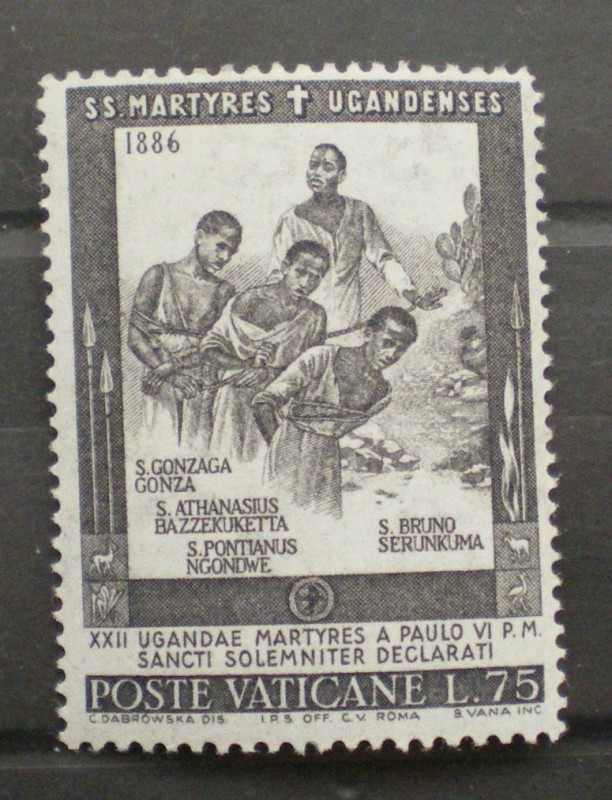 SS. MARTYRES ✝ UGANDENSES
1886
S. GONZAGA
GONZA
S. ATHANASIUS
BAZZEKUKETTA
S. PONTIANUS
NGONDWE
S. BRUNO
SERUNKUMA
XXII UGANDAE MARTYRES A PAULO VI P. M.
SANCTI SOLEMNITER DECLARATI
POSTE VATICANE L. 75
C. DABRÓWSKA DIS. I.P.S. OFF. C.V. ROMA S. VANA INC